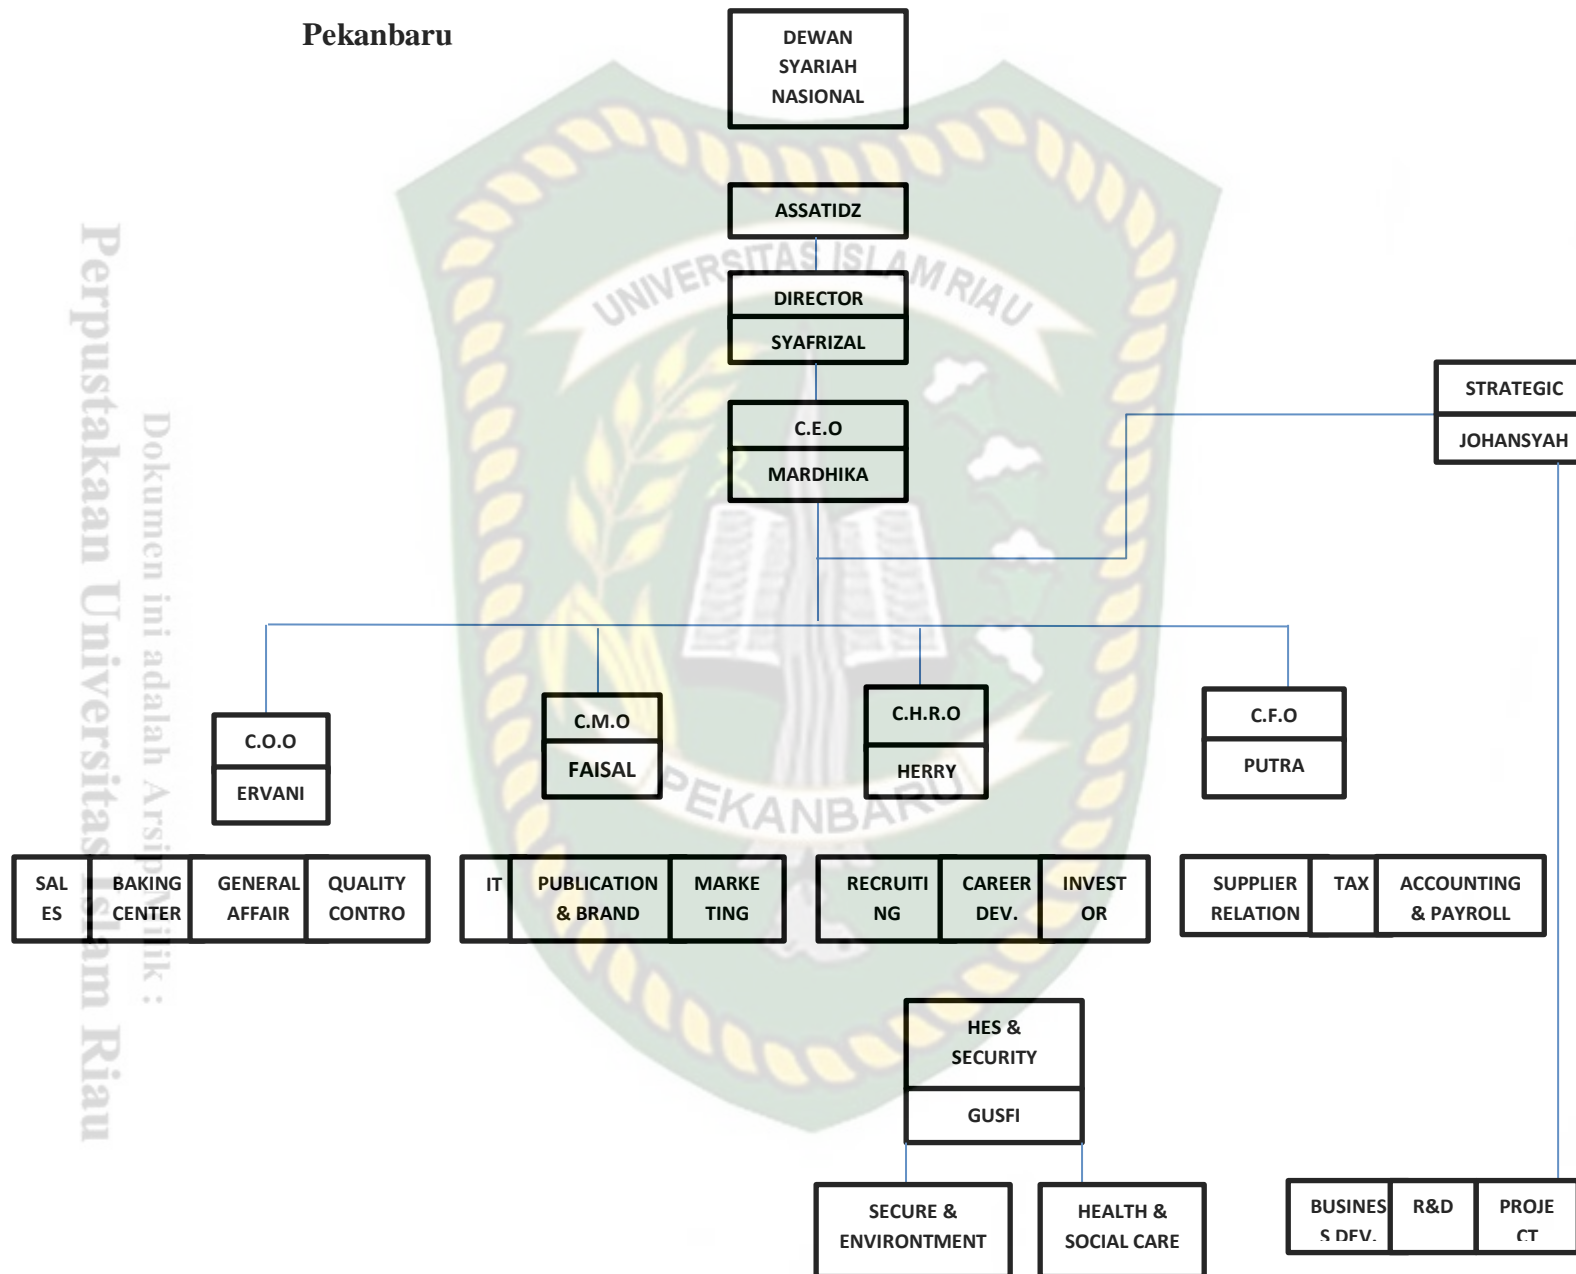 Pekanbaru
DEWAN
SYARIAH
NASIONAL
ASSATIDZ
UNIVERSITAS ISLAM RIAU
DIRECTOR
SYAFRIZAL
STRATEGIC
JOHANSYAH
C.E.O
MARDHIKA
C.O.O
ERVANI
C.M.O
FAISAL
C.H.R.O
HERRY
C.F.O
PUTRA
PEKANBARU
SAL
ES
BAKING
CENTER
GENERAL
AFFAIR
QUALITY
CONTRO
IT
PUBLICATION
& BRAND
MARKE
TING
RECRUITI
NG
CAREER
DEV.
INVEST
OR
SUPPLIER
RELATION
TAX
ACCOUNTING
& PAYROLL
HES &
SECURITY
GUSFI
SECURE &
ENVIRONTMENT
HEALTH &
SOCIAL CARE
BUSINES
S DEV.
R&D
PROJE
CT
Perpustakaan Universitas Islam Riau
Dokumen ini adalah Arsip Milik :